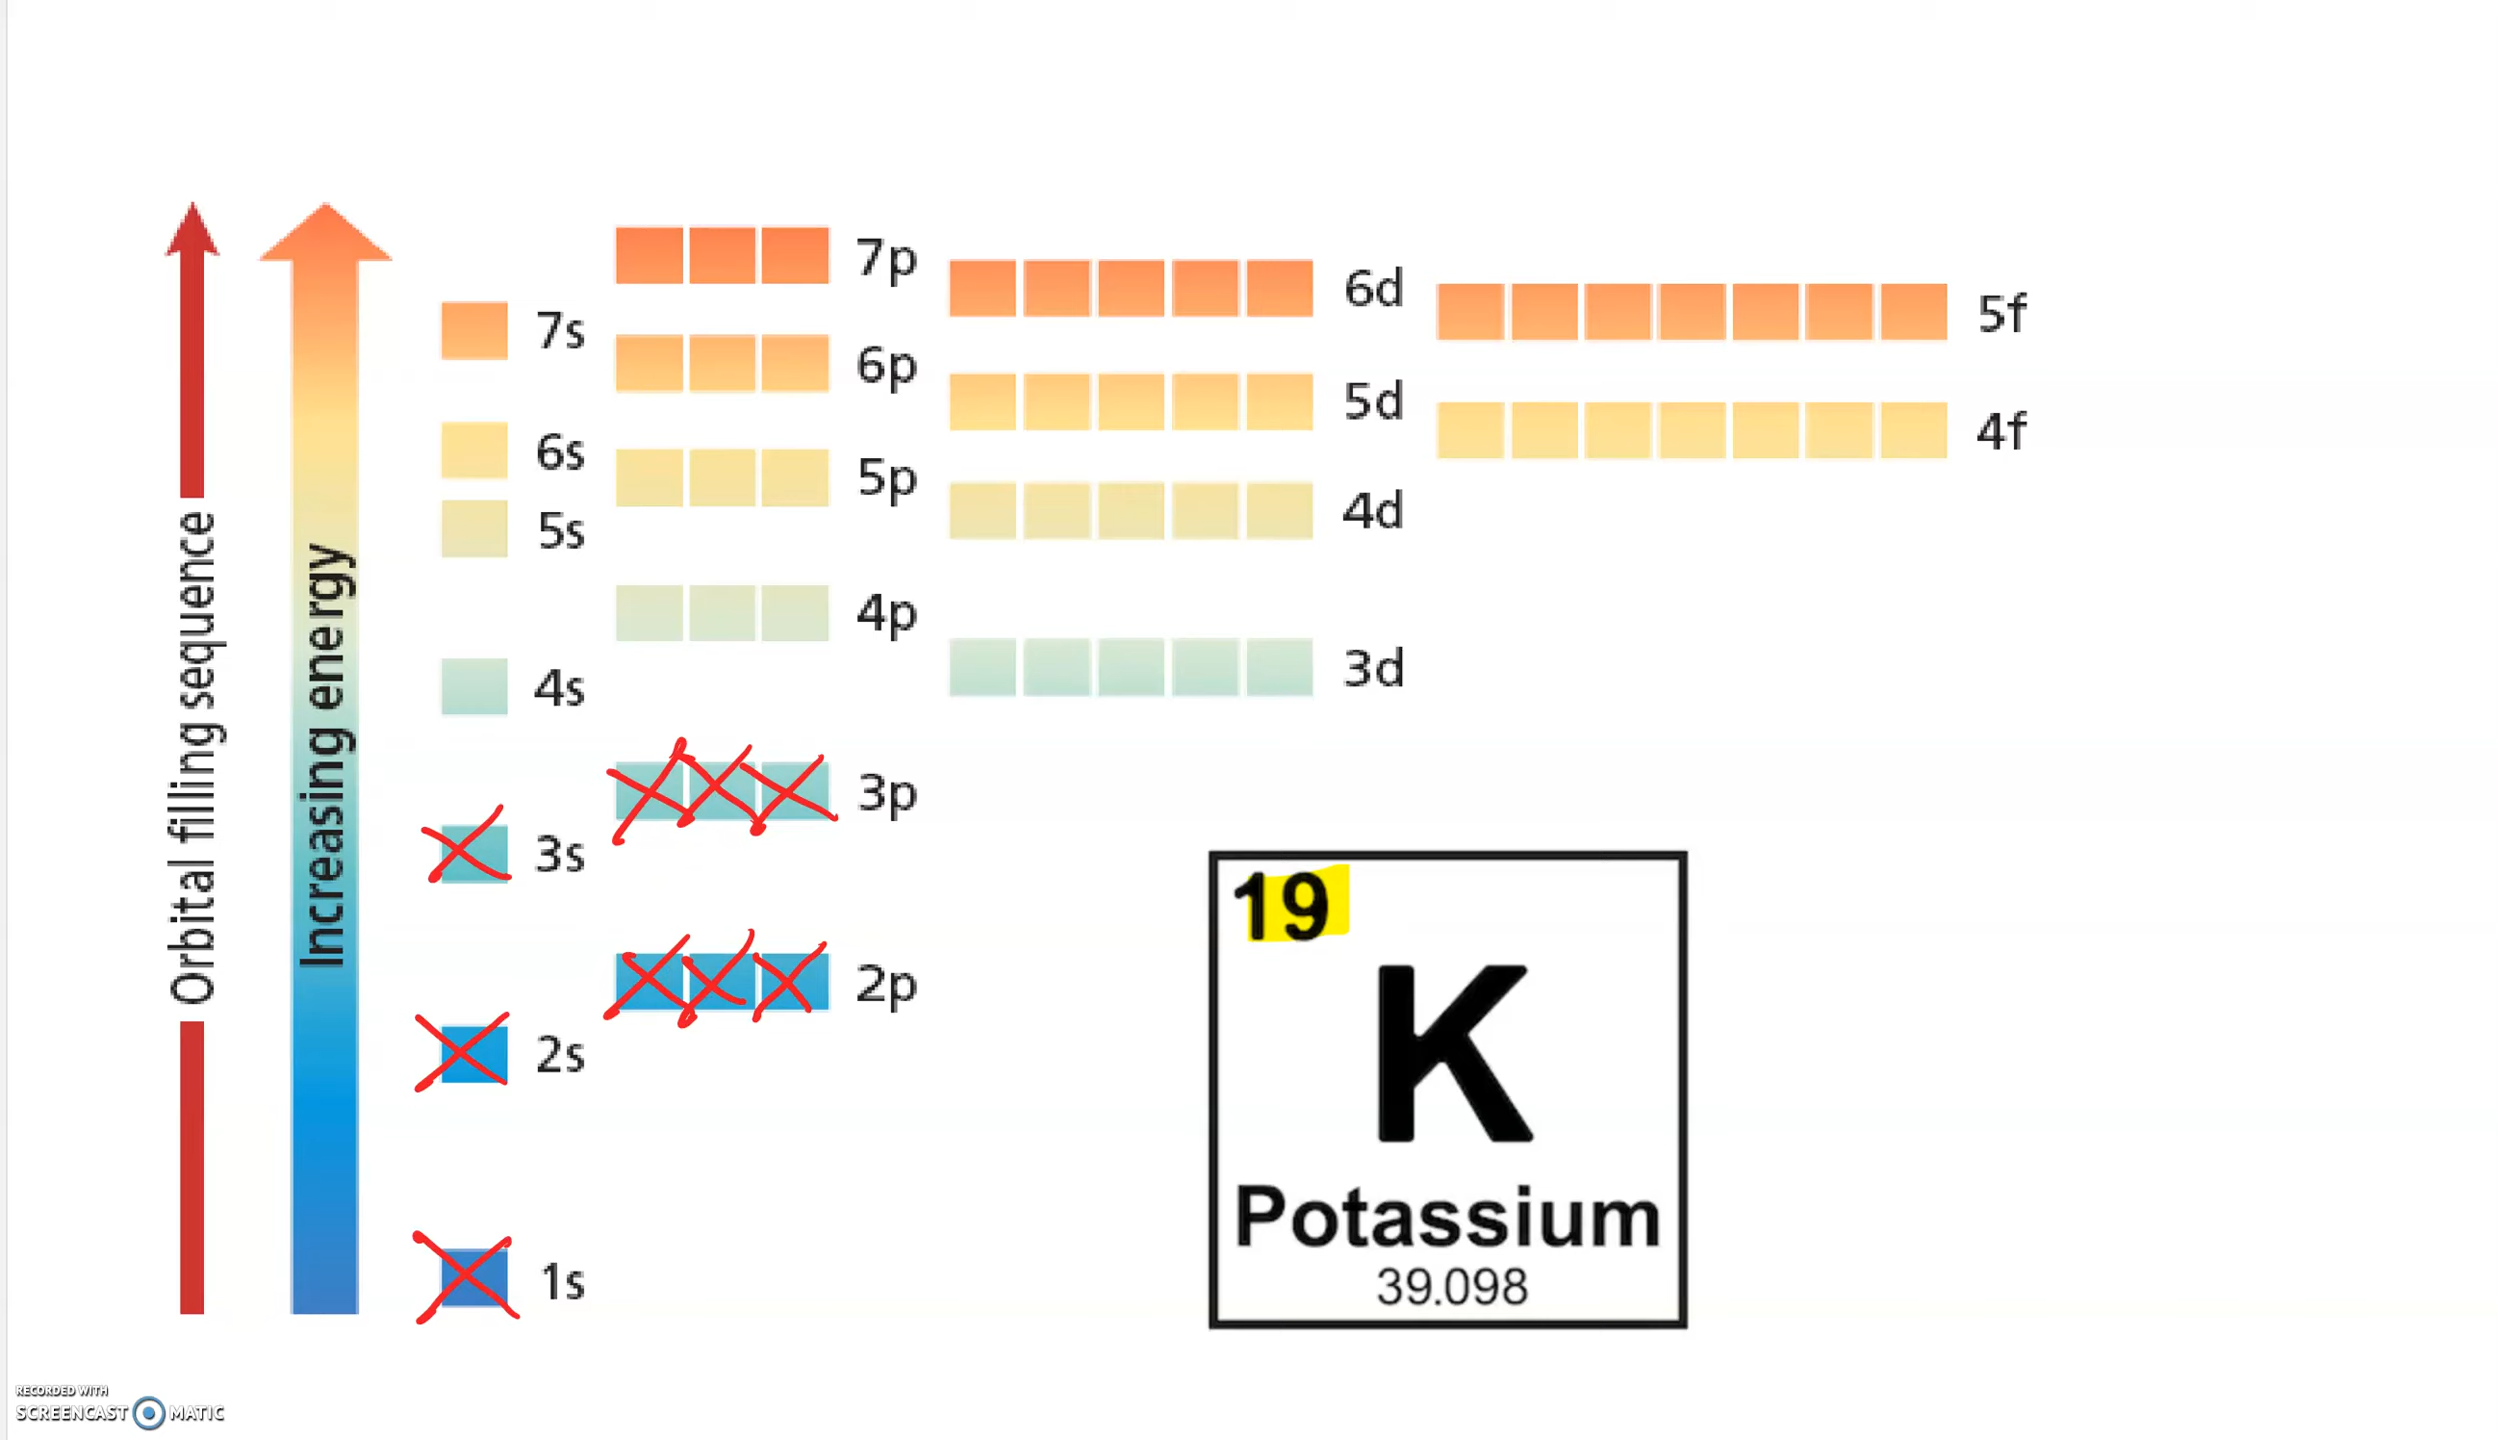 Orbital filling sequence
Increasing energy
7p
6d
5f
7s
6p
5d
4f
6s
5p
4d
5s
4p
3d
4s
3p
3s
2p
2s
1s
19
K
Potassium
39.098
RECORDED WITH
SCREENCAST MATIC